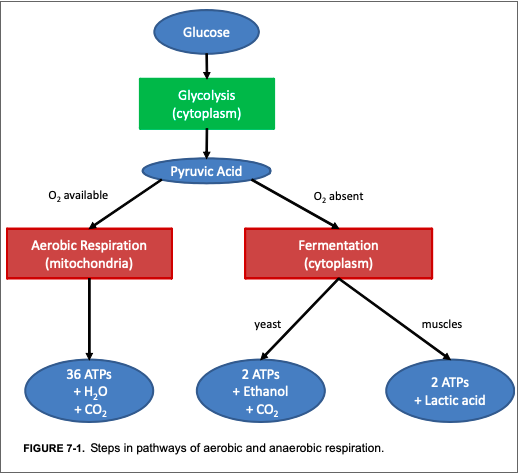 Glucose
Glycolysis
(cytoplasm)
Pyruvic Acid
O₂ available
O₂ absent
Aerobic Respiration
(mitochondria)
Fermentation
(cytoplasm)
yeast
muscles
36 ATPs
+ H₂O
+ CO₂
2 ATPs
+ Ethanol
+ CO₂
2 ATPs
+ Lactic acid
FIGURE 7-1. Steps in pathways of aerobic and anaerobic respiration.